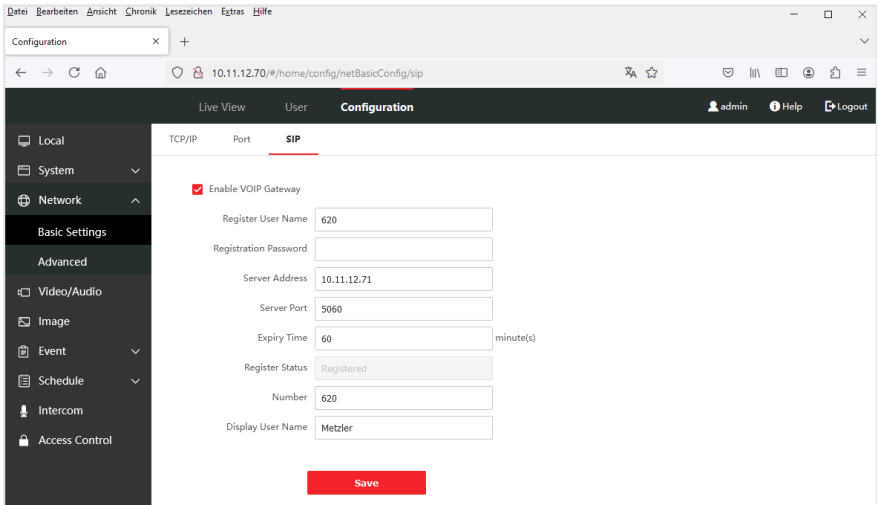 Datei Bearbeiten Ansicht Chronik Lesezeichen Extras Hilfe
Configuration
10.11.12.70/#/home/config/netBasicConfig/sip
Live View User Configuration admin Help Logout
Local
System
Network
Basic Settings
Advanced
Video/Audio
Image
Event
Schedule
Intercom
Access Control
TCP/IP Port SIP
Enable VOIP Gateway
Register User Name 620
Registration Password
Server Address 10.11.12.71
Server Port 5060
Expiry Time 60 minute(s)
Register Status Registered
Number 620
Display User Name Metzler
Save